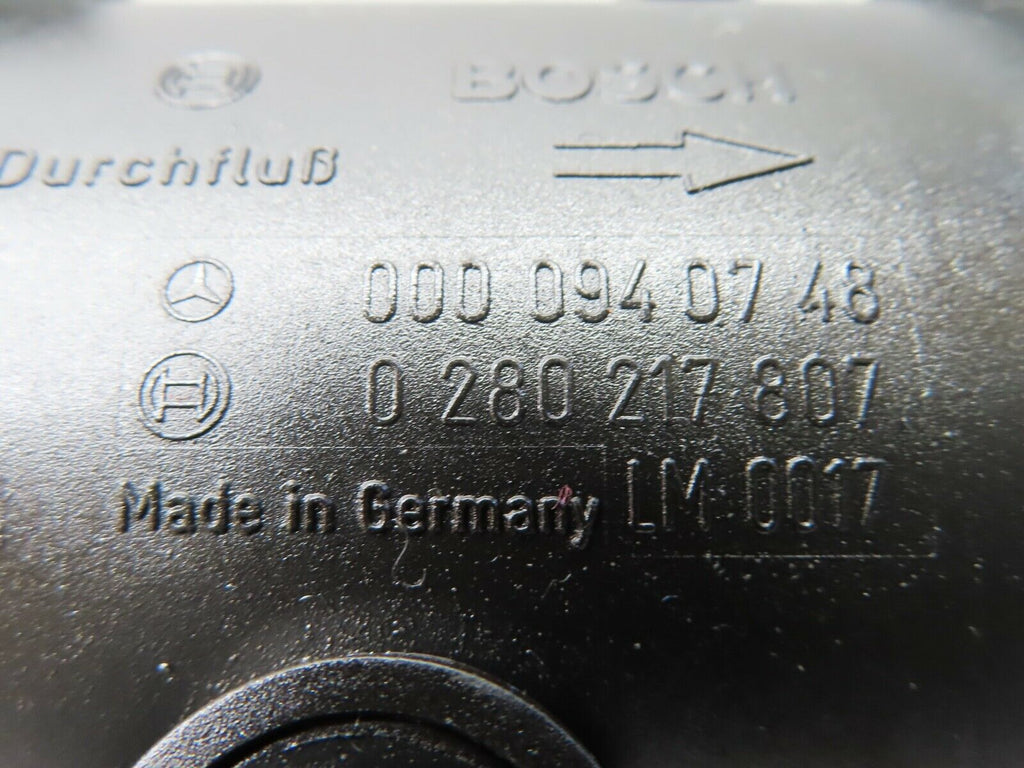 BOSCH
Durchfluß
000 094 07 48
0 280 217 807
Made in Germany LM 0017